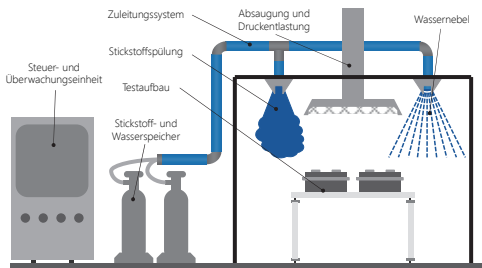 Zuleitungssystem
Absaugung und
Druckentlastung
Wassernebel
Stickstoffspülung
Steuer- und
Überwachungseinheit
Testaufbau
Stickstoff- und
Wasserspeicher